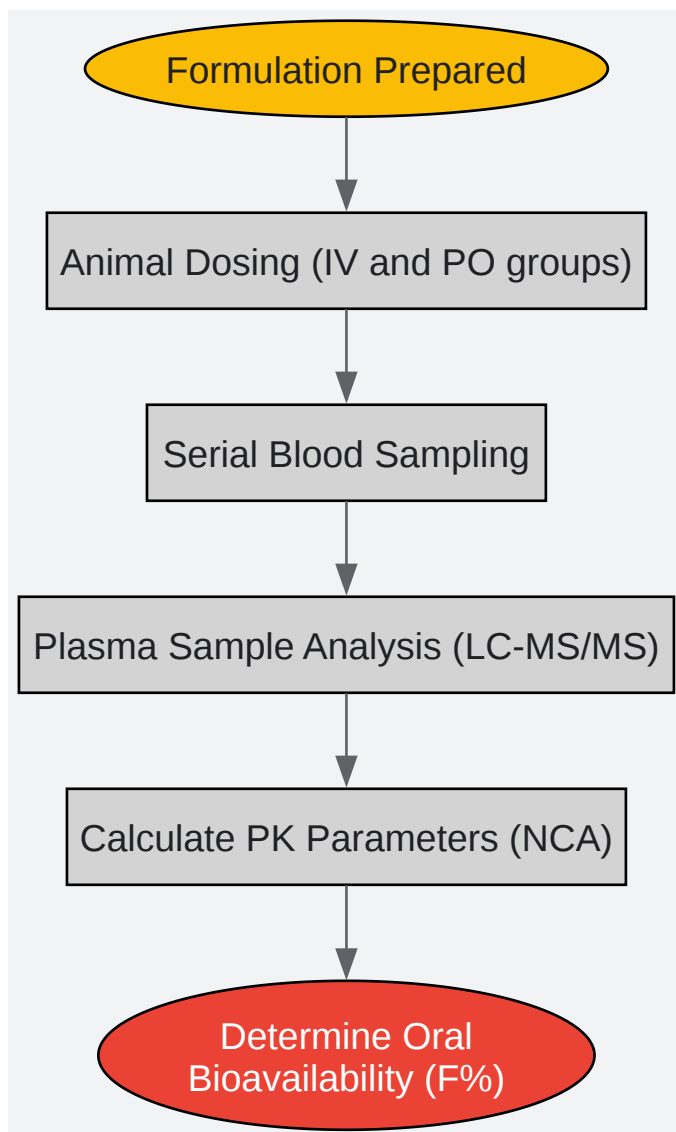 Formulation Prepared
Animal Dosing (IV and PO groups)
Serial Blood Sampling
Plasma Sample Analysis (LC-MS/MS)
Calculate PK Parameters (NCA)
Determine Oral
Bioavailability (F%)